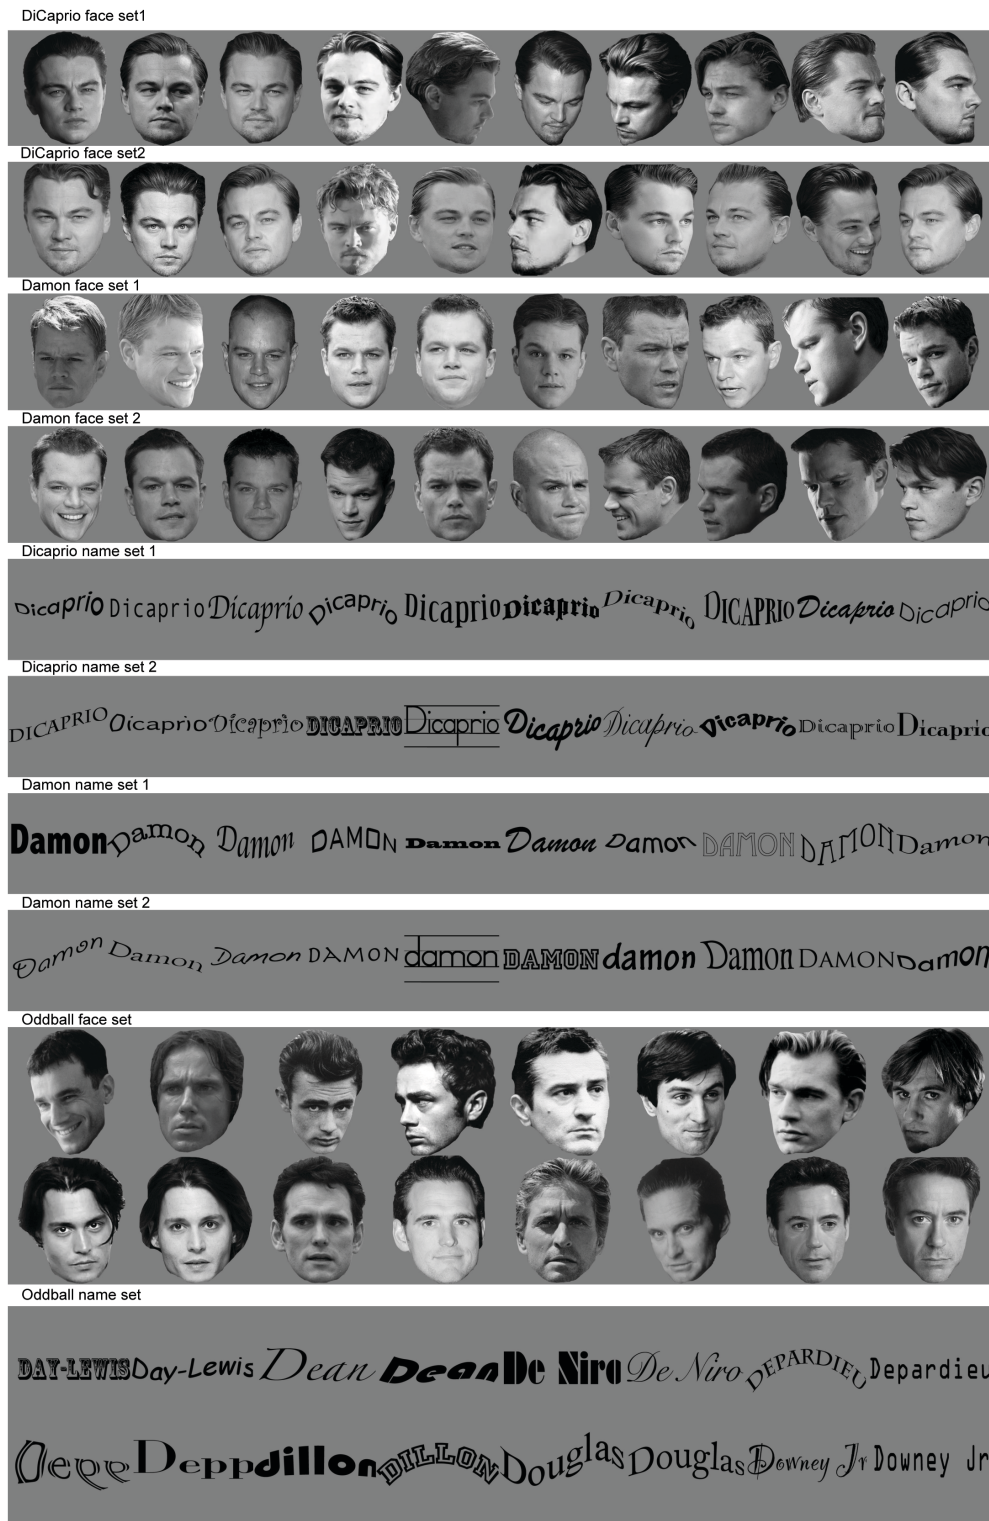 DiCaprio face set1
DiCaprio face set2
Damon face set 1
Damon face set 2
Dicaprio name set 1
Dicaprio Dicaprio Dicaprio Dicaprio Dicaprio Dicaprio Dicaprio DICAPRIO Dicaprio Dicaprio
Dicaprio name set 2
DICAPRIO Dicaprio Dicaprio DICAPRIO Dicaprio Dicaprio Dicaprio Dicaprio Dicaprio Dicaprio
Damon name set 1
Damon Damon Damon DAMON Damon Damon Damon DAMON DAMON Damon
Damon name set 2
Damon Damon Damon DAMON damon DAMON damon Damon DAMON Damon
Oddball face set
Oddball name set
DAY-LEWIS Day-Lewis Dean Dean De Niro De Niro DEPARDIEU Depardieu
Depp Depp dillon DILLON Douglas Douglas Downey Jr Downey Jr